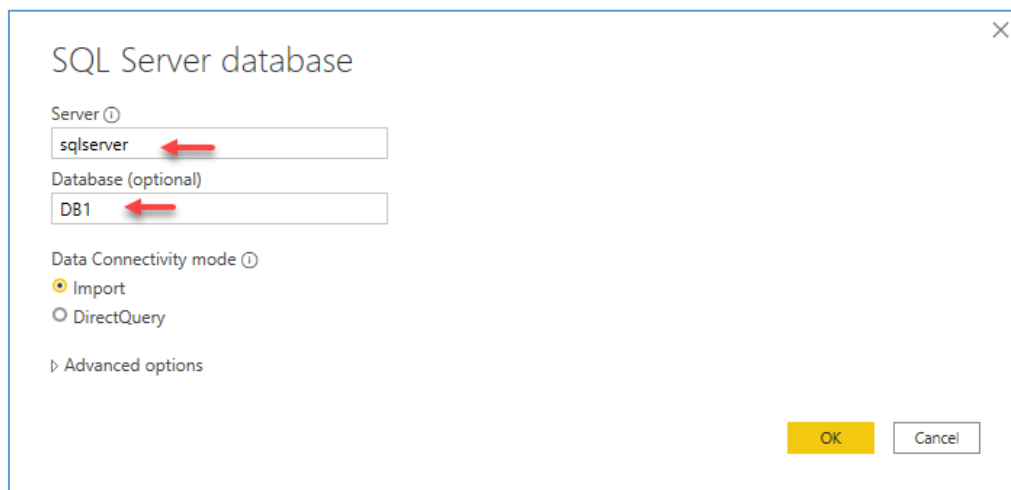 SQL Server database
Server
sqlserver
Database (optional)
DB1
Data Connectivity mode
Import
DirectQuery
Advanced options
OK Cancel